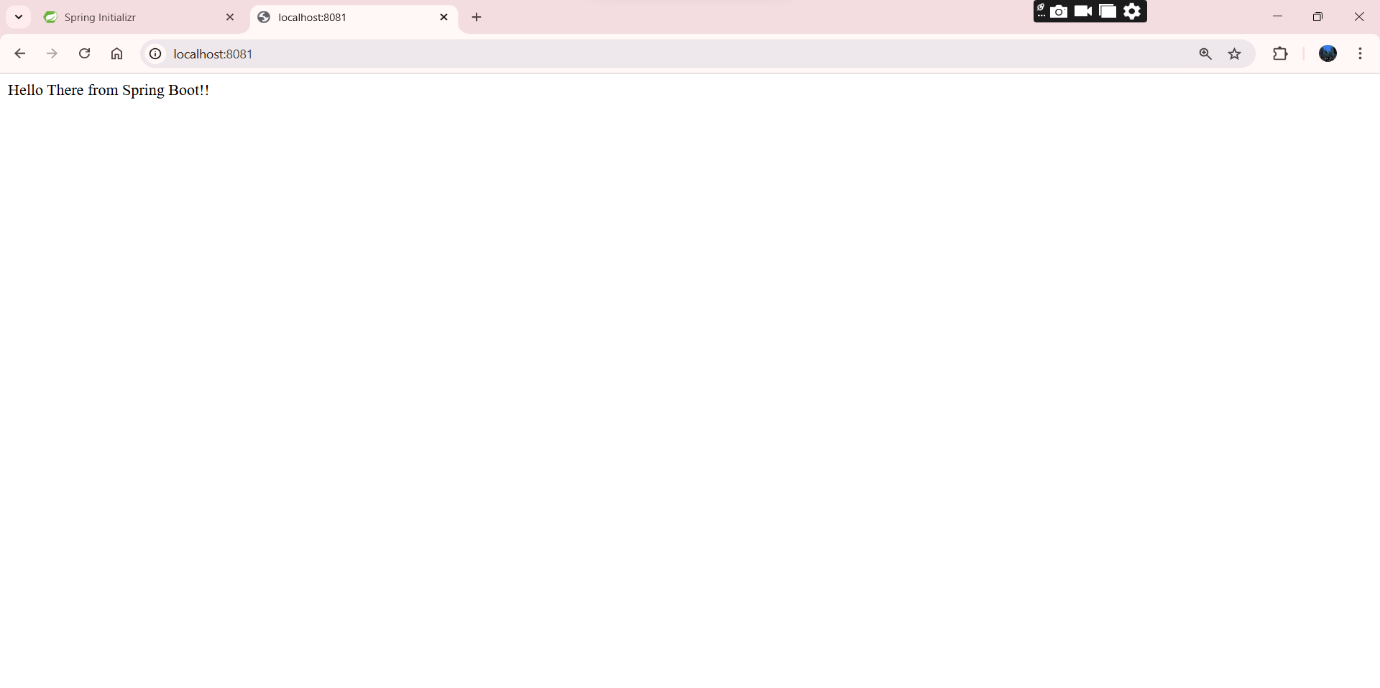 Spring Initializr
localhost:8081
localhost:8081
Hello There from Spring Boot!!